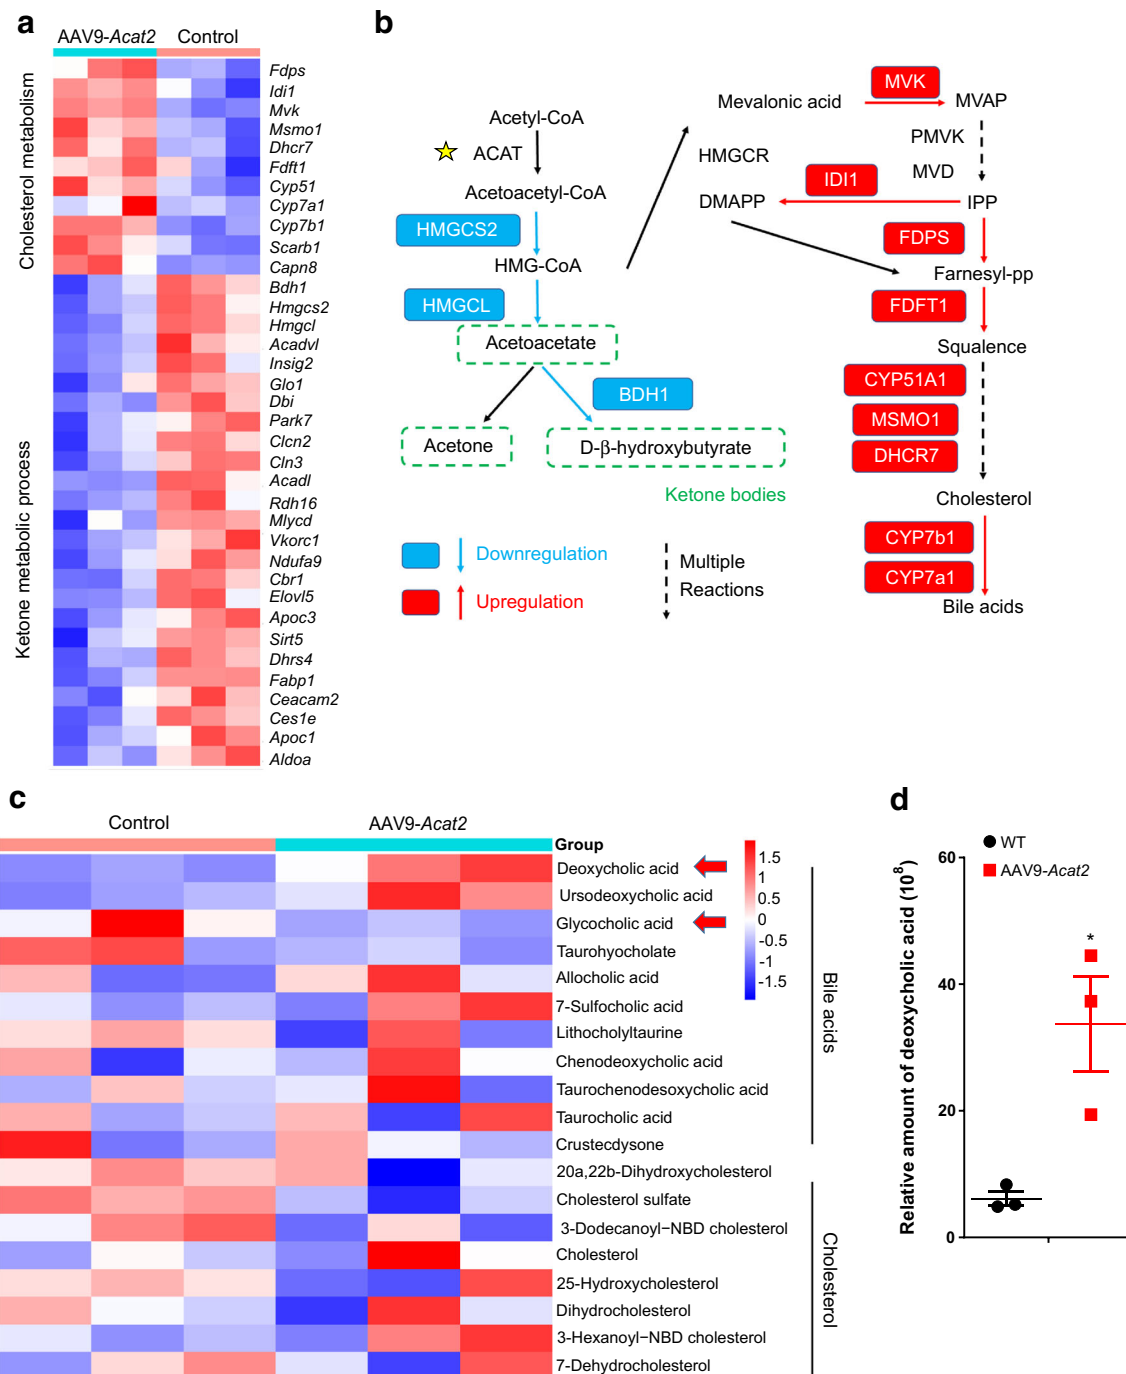 a
AAV9-Acat2 Control
Cholesterol metabolism
Ketone metabolic process
Fdps
Idi1
Mvk
Msmo1
Dhcr7
Fdft1
Cyp51
Cyp7a1
Cyp7b1
Scarb1
Capn8
Bdh1
Hmgcs2
Hmgcl
Acadvl
Insig2
Glo1
Dbi
Park7
Clcn2
Cln3
Acadl
Rdh16
Mlycd
Vkorc1
Ndufa9
Cbr1
Elovl5
Apoc3
Sirt5
Dhrs4
Fabp1
Ceacam2
Ces1e
Apoc1
Aldoa
b
Acetyl-CoA
ACAT
Acetoacetyl-CoA
HMGCS2
HMG-CoA
HMGCL
Acetoacetate
BDH1
Acetone
D-β-hydroxybutyrate
Ketone bodies
Downregulation
Upregulation
Multiple
Reactions
Mevalonic acid
MVK
MVAP
HMGCR
PMVK
MVD
IDI1
DMAPP
IPP
FDPS
Farnesyl-pp
FDFT1
Squalence
CYP51A1
MSMO1
DHCR7
Cholesterol
CYP7b1
CYP7a1
Bile acids
c
Control AAV9-Acat2
Group
Deoxycholic acid
Ursodeoxycholic acid
Glycocholic acid
Taurohyocholate
Allocholic acid
7-Sulfocholic acid
Lithocholyltaurine
Chenodeoxycholic acid
Taurochenodesoxycholic acid
Taurocholic acid
Crustecdysone
20a,22b-Dihydroxycholesterol
Cholesterol sulfate
3-Dodecanoyl−NBD cholesterol
Cholesterol
25-Hydroxycholesterol
Dihydrocholesterol
3-Hexanoyl−NBD cholesterol
7-Dehydrocholesterol
1.5
1
0.5
0
-0.5
-1
-1.5
Bile acids
Cholesterol
d
WT
AAV9-Acat2
Relative amount of deoxycholic acid (10⁸)
60
40
20
0
*